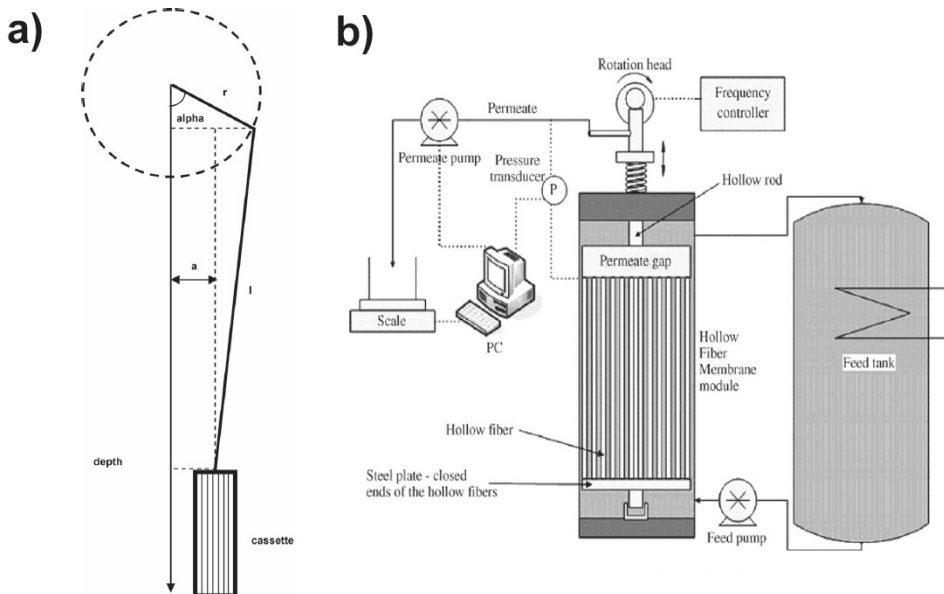 a)
r
alpha
a
l
depth
cassette
b)
Rotation head
Frequency
controller
Permeate
Permeate pump
Pressure
transducer
P
Hollow rod
Permeate gap
Scale
PC
Hollow
Fiber
Membrane
module
Feed tank
Hollow fiber
Steel plate - closed
ends of the hollow fibers
Feed pump